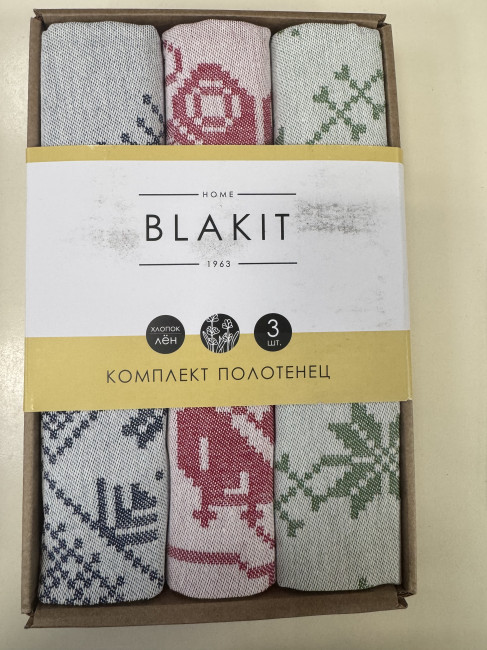 HOME
BLAKIT
1963
ХЛОПОК
ЛЁН
3
ШТ.
КОМПЛЕКТ ПОЛОТЕНЕЦ